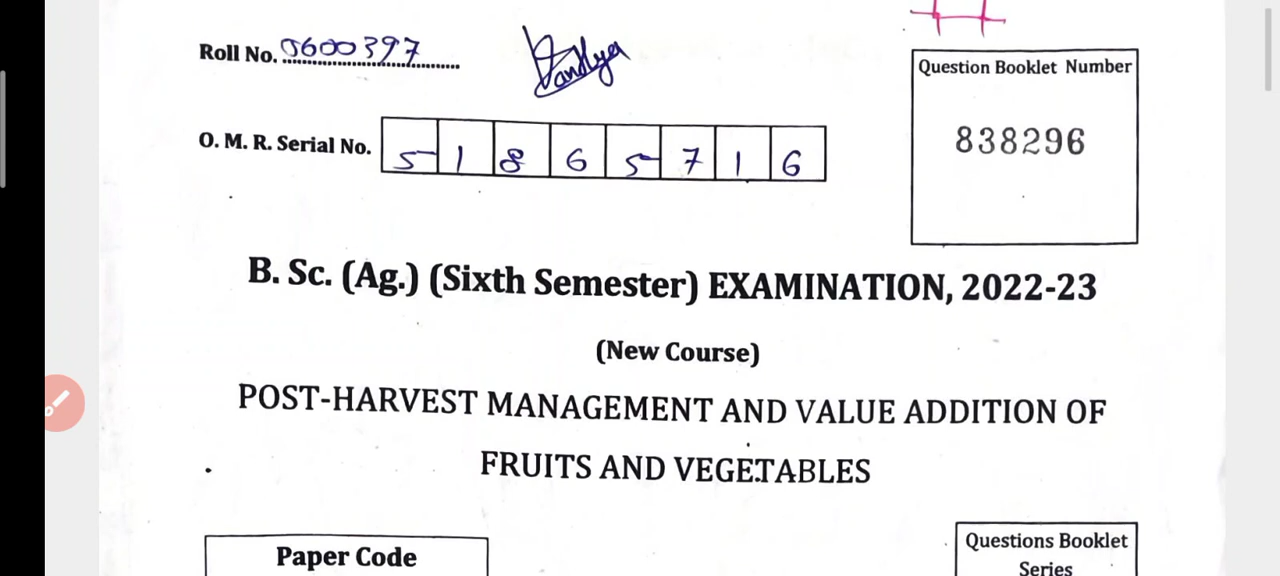 Roll No. 0600397
Question Booklet Number
838296
O. M. R. Serial No. 5 1 8 6 5 7 1 6
B. Sc. (Ag.) (Sixth Semester) EXAMINATION, 2022-23
(New Course)
POST-HARVEST MANAGEMENT AND VALUE ADDITION OF
FRUITS AND VEGETABLES
Paper Code
Questions Booklet
Series